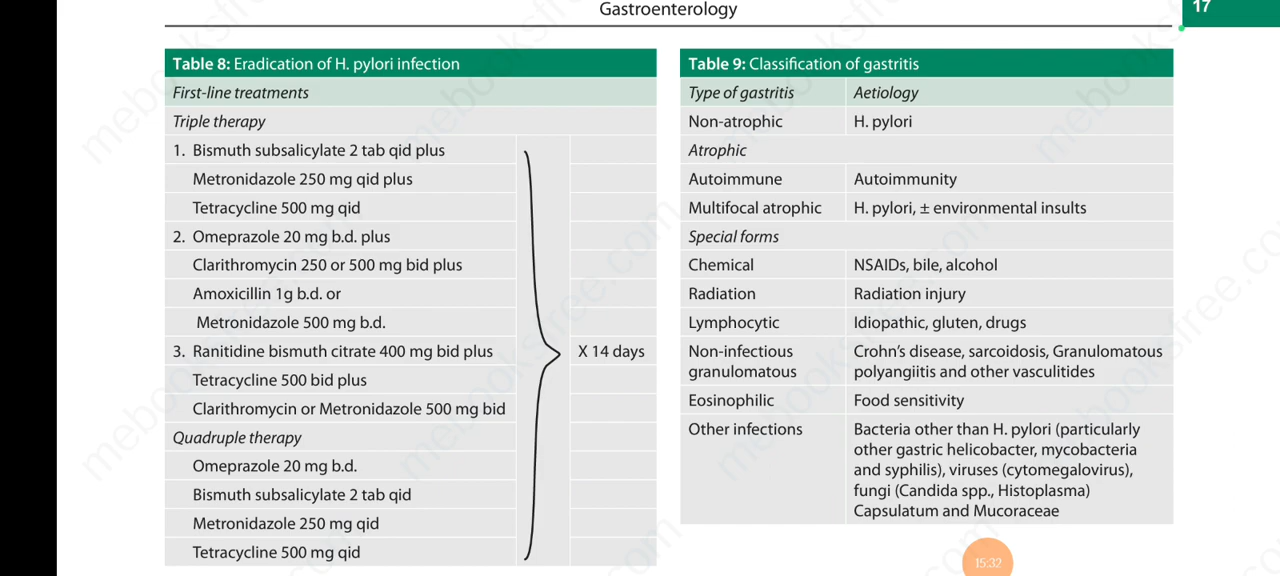 Gastroenterology
17
Table 8: Eradication of H. pylori infection
First-line treatments
Triple therapy
1. Bismuth subsalicylate 2 tab qid plus
Metronidazole 250 mg qid plus
Tetracycline 500 mg qid
2. Omeprazole 20 mg b.d. plus
Clarithromycin 250 or 500 mg bid plus
Amoxicillin 1g b.d. or
Metronidazole 500 mg b.d.
3. Ranitidine bismuth citrate 400 mg bid plus
X 14 days
Tetracycline 500 bid plus
Clarithromycin or Metronidazole 500 mg bid
Quadruple therapy
Omeprazole 20 mg b.d.
Bismuth subsalicylate 2 tab qid
Metronidazole 250 mg qid
Tetracycline 500 mg qid
Table 9: Classification of gastritis
Type of gastritis Aetiology
Non-atrophic H. pylori
Atrophic
Autoimmune Autoimmunity
Multifocal atrophic H. pylori, ± environmental insults
Special forms
Chemical NSAIDs, bile, alcohol
Radiation Radiation injury
Lymphocytic Idiopathic, gluten, drugs
Non-infectious Crohn's disease, sarcoidosis, Granulomatous
granulomatous polyangiitis and other vasculitides
Eosinophilic Food sensitivity
Other infections Bacteria other than H. pylori (particularly
other gastric helicobacter, mycobacteria
and syphilis), viruses (cytomegalovirus),
fungi (Candida spp., Histoplasma)
Capsulatum and Mucoraceae
15:32
mebooksfree.com